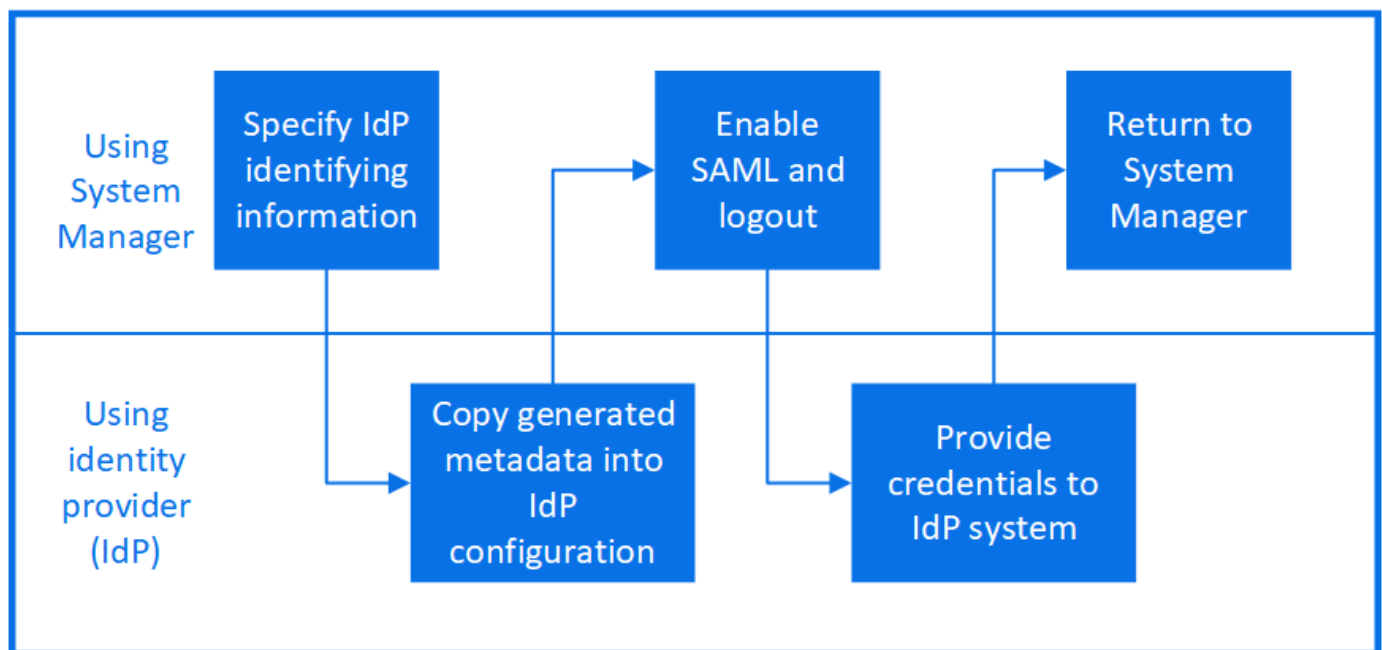 Using
System
Manager
Specify IdP
identifying
information
Enable
SAML and
logout
Return to
System
Manager
Using
identity
provider
(IdP)
Copy generated
metadata into
IdP
configuration
Provide
credentials to
IdP system